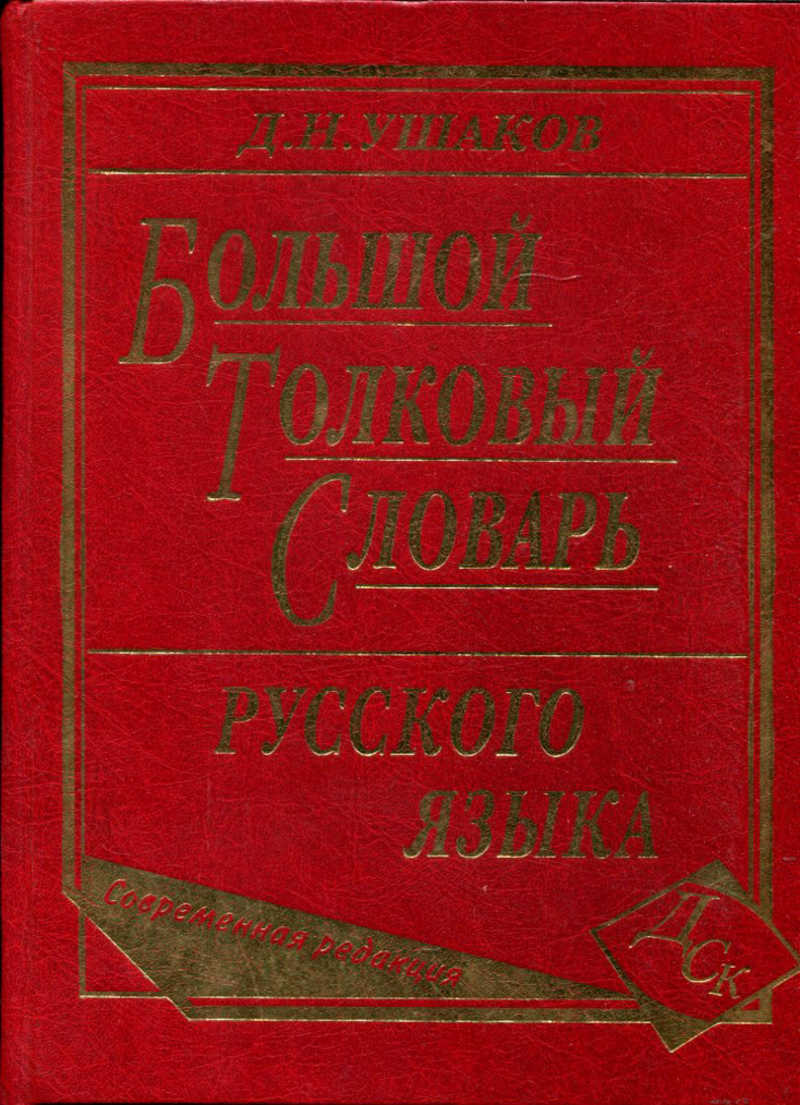 Д.Н.УШАКОВ
БОЛЬШОЙ
ТОЛКОВЫЙ
СЛОВАРЬ
РУССКОГО
ЯЗЫКА
Современная редакция
ДСК